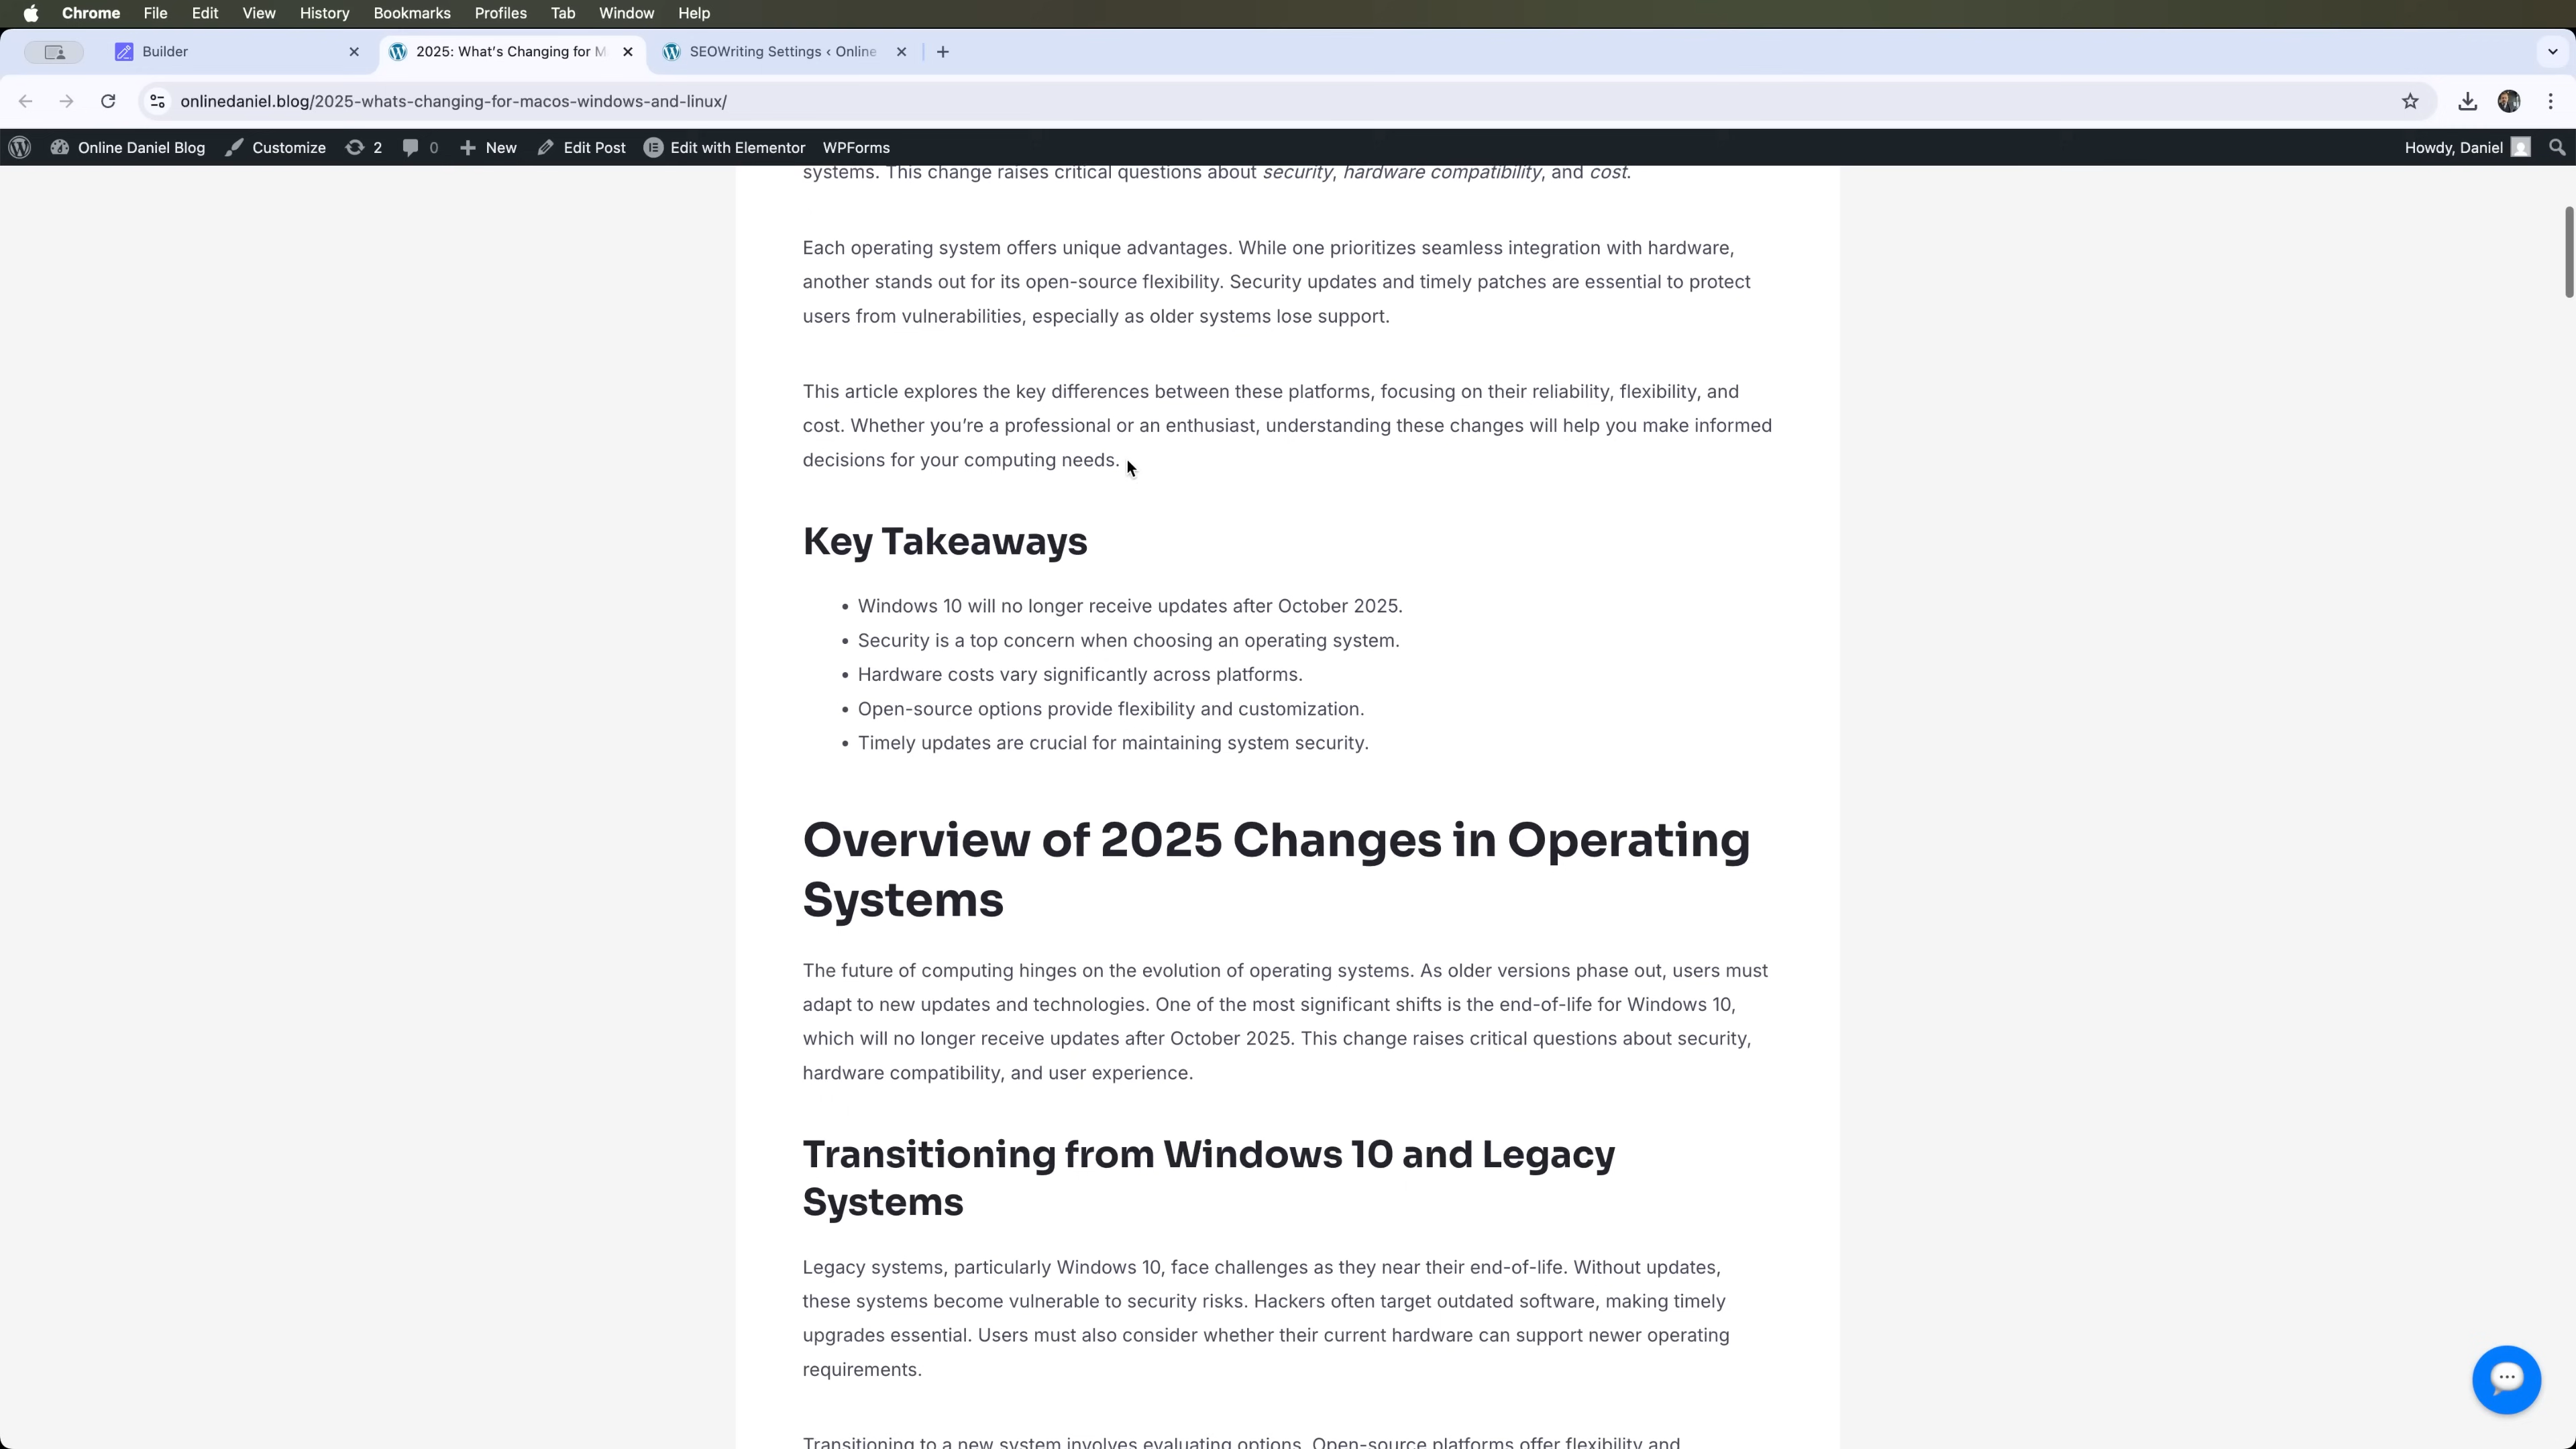 Chrome File Edit View History Bookmarks Profiles Tab Window Help
Builder 2025: What's Changing for M SEOWriting Settings ‹ Online
onlinedaniel.blog/2025-whats-changing-for-macos-windows-and-linux/
Online Daniel Blog Customize 2 0 New Edit Post Edit with Elementor WPForms Howdy, Daniel
systems. This change raises critical questions about security, hardware compatibility, and cost.
Each operating system offers unique advantages. While one prioritizes seamless integration with hardware,
another stands out for its open-source flexibility. Security updates and timely patches are essential to protect
users from vulnerabilities, especially as older systems lose support.
This article explores the key differences between these platforms, focusing on their reliability, flexibility, and
cost. Whether you're a professional or an enthusiast, understanding these changes will help you make informed
decisions for your computing needs.
Key Takeaways
• Windows 10 will no longer receive updates after October 2025.
• Security is a top concern when choosing an operating system.
• Hardware costs vary significantly across platforms.
• Open-source options provide flexibility and customization.
• Timely updates are crucial for maintaining system security.
Overview of 2025 Changes in Operating
Systems
The future of computing hinges on the evolution of operating systems. As older versions phase out, users must
adapt to new updates and technologies. One of the most significant shifts is the end-of-life for Windows 10,
which will no longer receive updates after October 2025. This change raises critical questions about security,
hardware compatibility, and user experience.
Transitioning from Windows 10 and Legacy
Systems
Legacy systems, particularly Windows 10, face challenges as they near their end-of-life. Without updates,
these systems become vulnerable to security risks. Hackers often target outdated software, making timely
upgrades essential. Users must also consider whether their current hardware can support newer operating
requirements.
Transitioning to a new system involves evaluating options. Open-source platforms offer flexibility and